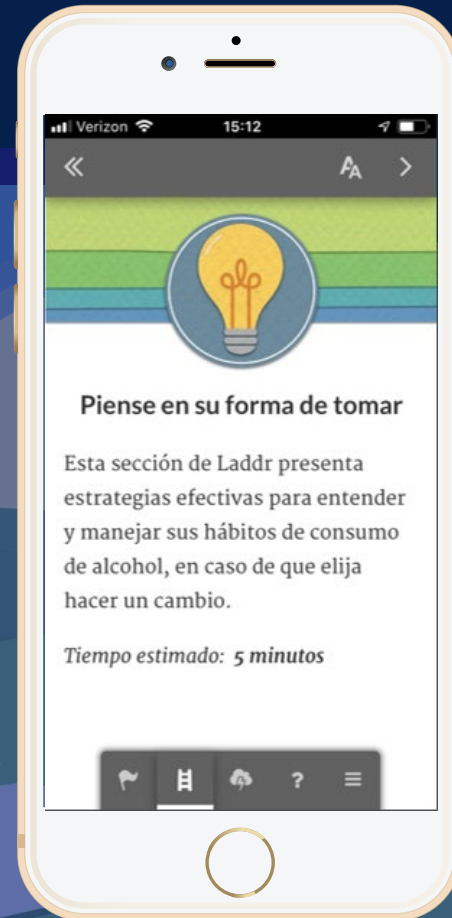 Verizon 15:12
AA
Piense en su forma de tomar
Esta sección de Laddr presenta
estrategias efectivas para entender
y manejar sus hábitos de consumo
de alcohol, en caso de que elija
hacer un cambio.
Tiempo estimado: 5 minutos
?